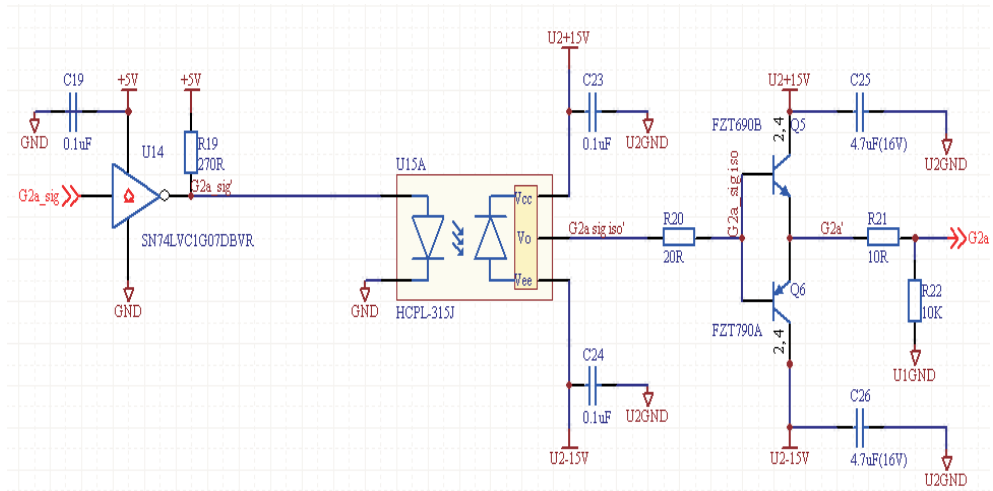 U2+15V
C19
+5V
+5V
C23
U2+15V
C25
GND
0.1uF
U14
R19
270R
0.1uF
U2GND
FZT690B
2,4
Q5
4.7uF(16V)
U2GND
U15A
G2a_sig
G2a_sig'
Vcc
G2a_sig iso
SN74LVC1G07DBVR
Vo
G2a sig iso'
R20
20R
G2a'
R21
10R
G2a
GND
GND
Vee
HCPL-315J
Q6
R22
10K
FZT790A
2,4
C24
0.1uF
U2GND
U1GND
C26
U2-15V
U2-15V
4.7uF(16V)
U2GND